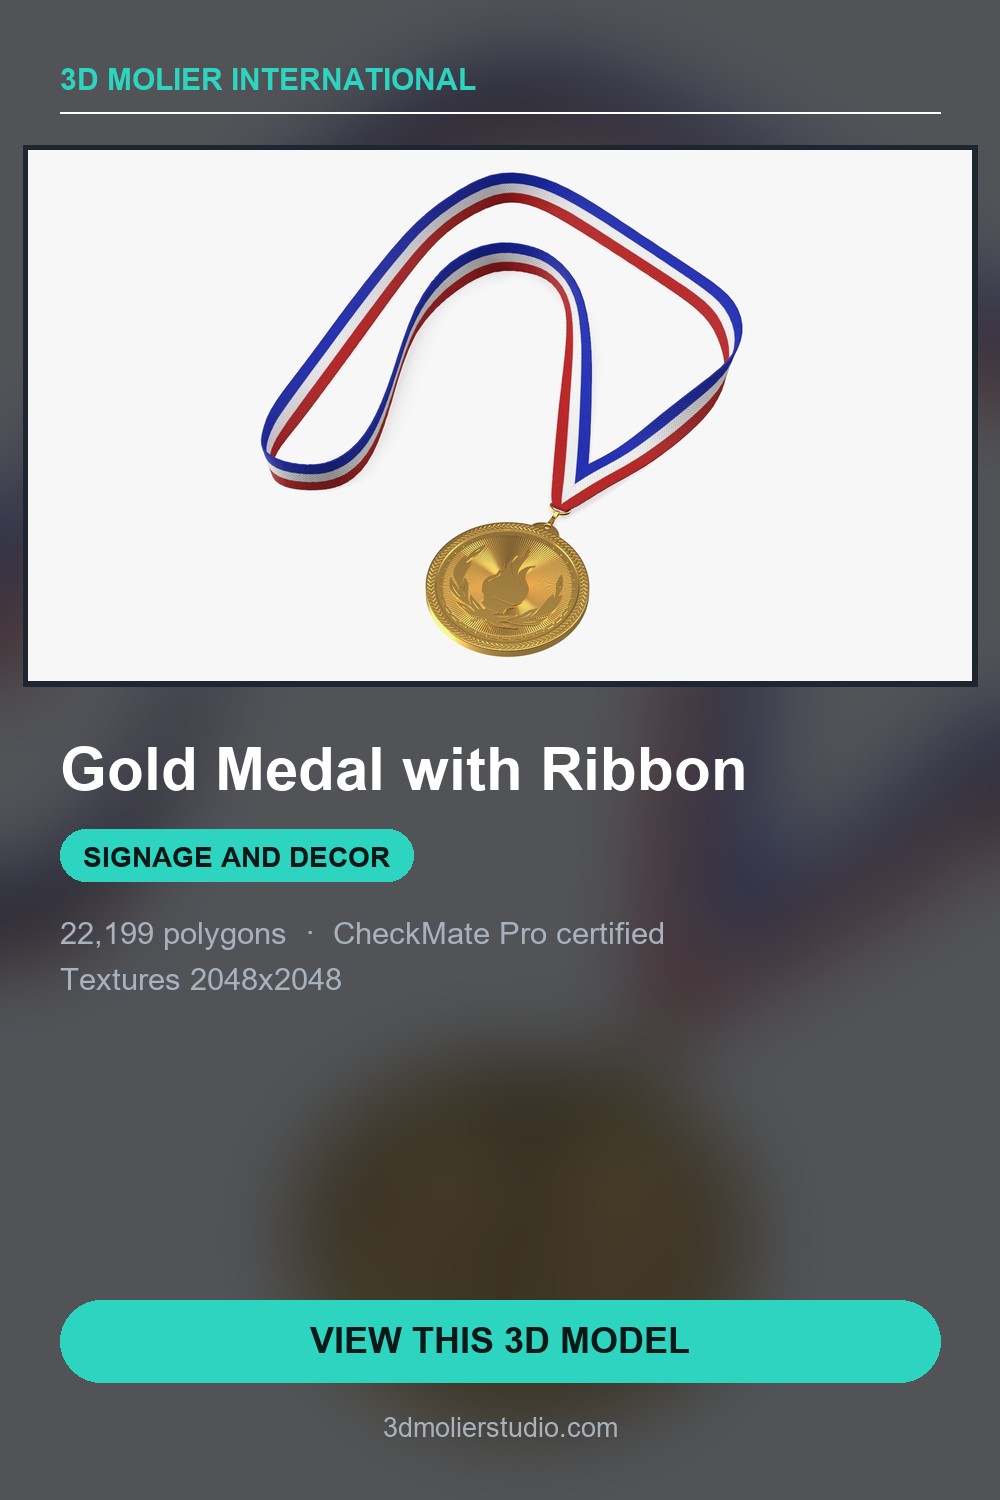 3D MOLIER INTERNATIONAL
Gold Medal with Ribbon
SIGNAGE AND DECOR
22,199 polygons · CheckMate Pro certified
Textures 2048x2048
VIEW THIS 3D MODEL
3dmolierstudio.com